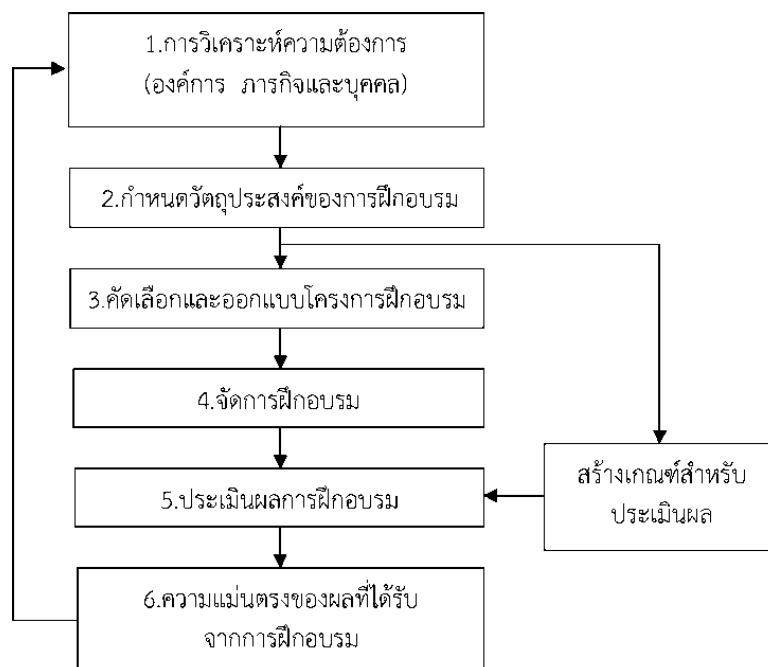 1.การวิเคราะห์ความต้องการ
(องค์การ ภารกิจและบุคคล)
2.กำหนดวัตถุประสงค์ของการฝึกอบรม
3.คัดเลือกและออกแบบโครงการฝึกอบรม
4.จัดการฝึกอบรม
สร้างเกณฑ์สำหรับ
ประเมินผล
5.ประเมินผลการฝึกอบรม
6.ความแม่นตรงของผลที่ได้รับ
จากการฝึกอบรม